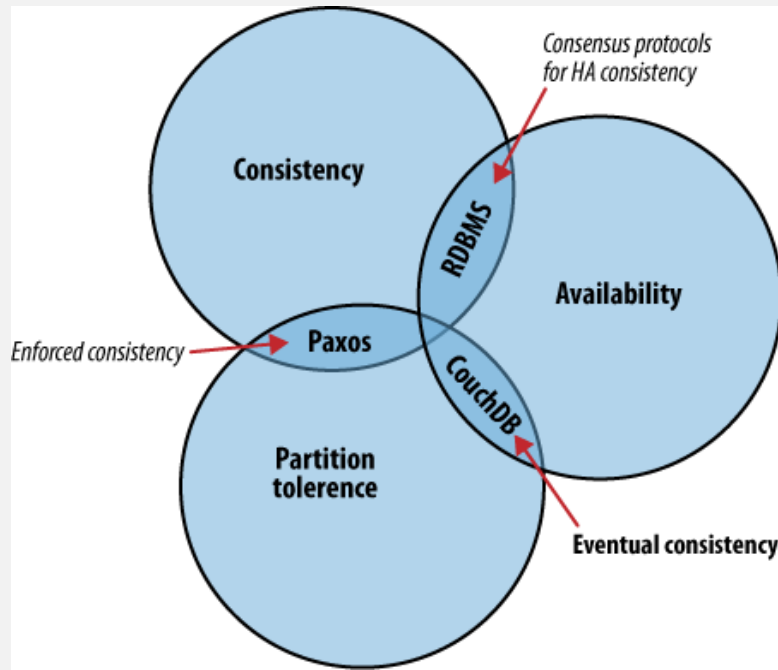 Consensus protocols
for HA consistency
Consistency
RDBMS
Availability
Enforced consistency
Paxos
CouchDB
Partition
tolerence
Eventual consistency